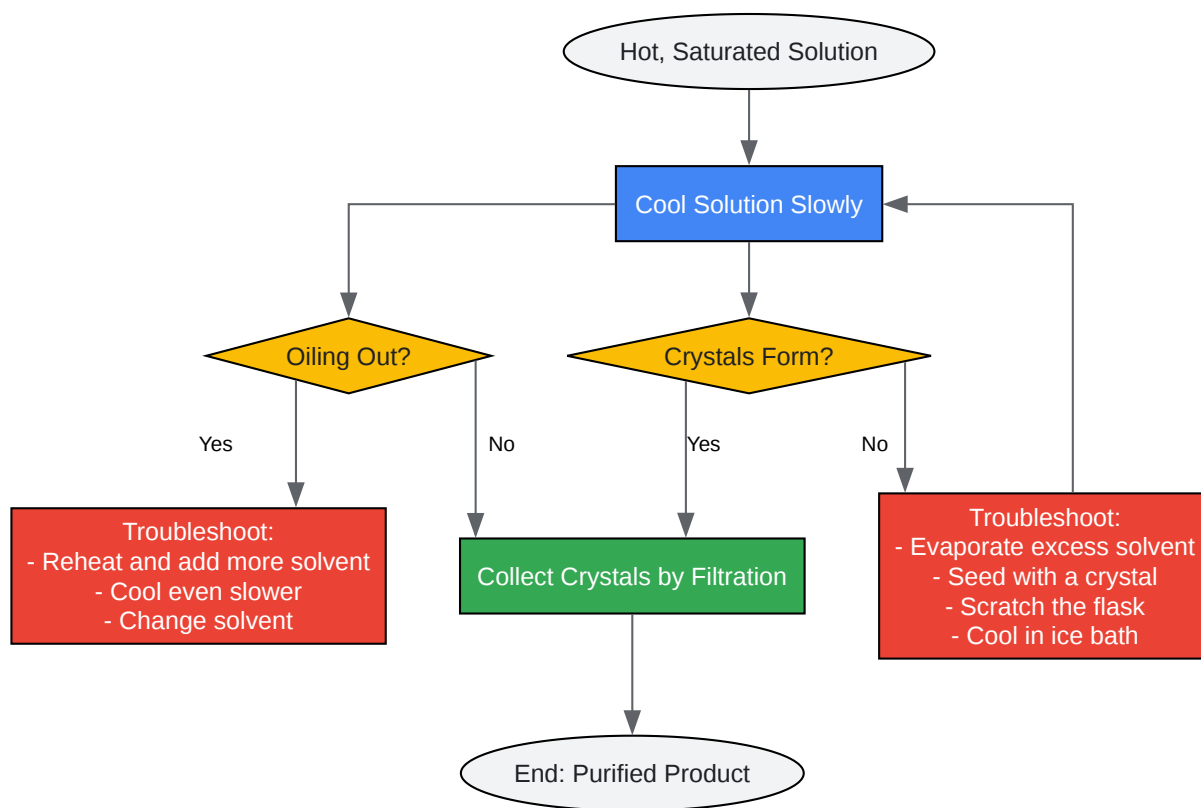 Hot, Saturated Solution
Cool Solution Slowly
Oiling Out?
Crystals Form?
Yes
No
Yes
No
Troubleshoot:
- Reheat and add more solvent
- Cool even slower
- Change solvent
Collect Crystals by Filtration
Troubleshoot:
- Evaporate excess solvent
- Seed with a crystal
- Scratch the flask
- Cool in ice bath
End: Purified Product